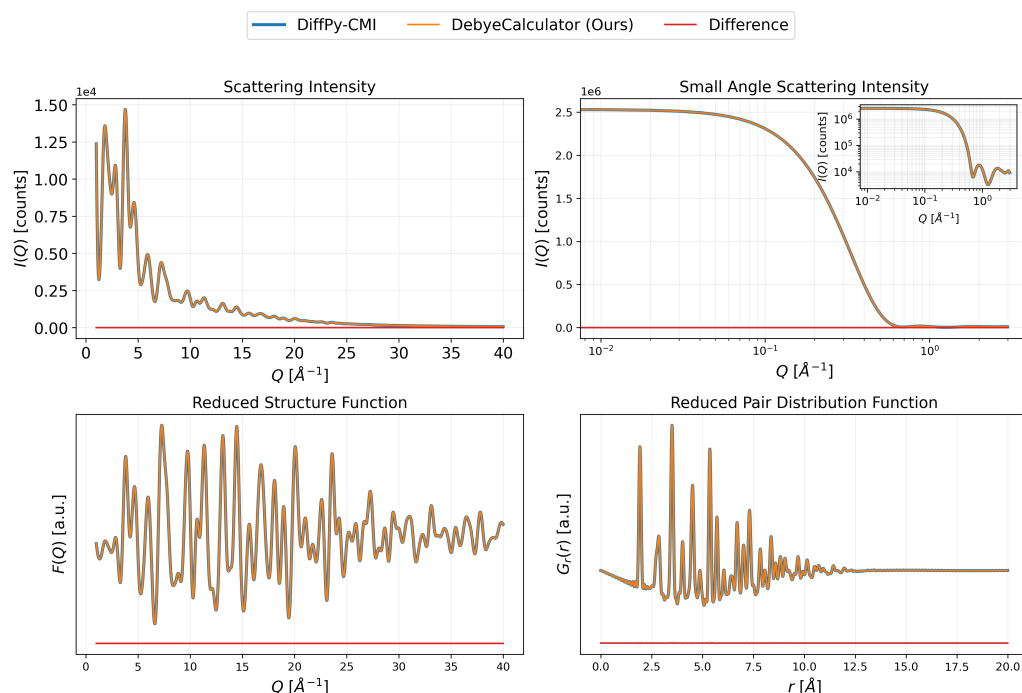 DiffPy-CMI DebyeCalculator (Ours) Difference
Scattering Intensity
1e4
1.50
1.25
1.00
0.75
0.50
0.25
0.00
I(Q) [counts]
0 5 10 15 20 25 30 35 40
Q [Å⁻¹]
Small Angle Scattering Intensity
1e6
2.5
2.0
1.5
1.0
0.5
0.0
I(Q) [counts]
10⁻² 10⁻¹ 10⁰
Q [Å⁻¹]
10⁶
10⁵
10⁴
I(Q) [counts]
10⁻² 10⁻¹ 10⁰
Q [Å⁻¹]
Reduced Structure Function
F(Q) [a.u.]
0 5 10 15 20 25 30 35 40
Q [Å⁻¹]
Reduced Pair Distribution Function
Gᵣ(r) [a.u.]
0.0 2.5 5.0 7.5 10.0 12.5 15.0 17.5 20.0
r [Å]